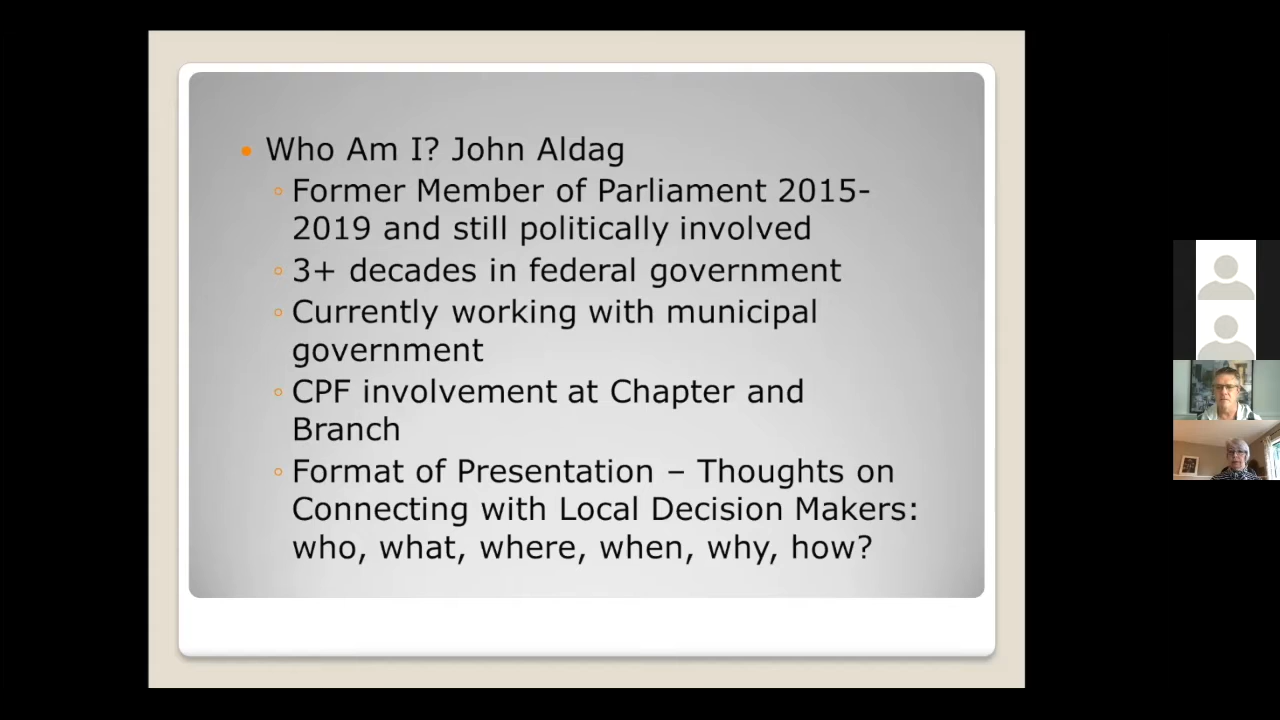 Who Am I? John Aldag
Former Member of Parliament 2015-
2019 and still politically involved
3+ decades in federal government
Currently working with municipal
government
CPF involvement at Chapter and
Branch
Format of Presentation – Thoughts on
Connecting with Local Decision Makers:
who, what, where, when, why, how?